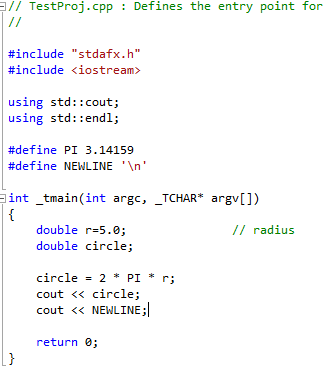 // TestProj.cpp : Defines the entry point for
//
#include "stdafx.h"
#include <iostream>
using std::cout;
using std::endl;
#define PI 3.14159
#define NEWLINE '\n'
int _tmain(int argc, _TCHAR* argv[])
{
double r=5.0; // radius
double circle;
circle = 2 * PI * r;
cout << circle;
cout << NEWLINE;
return 0;
}